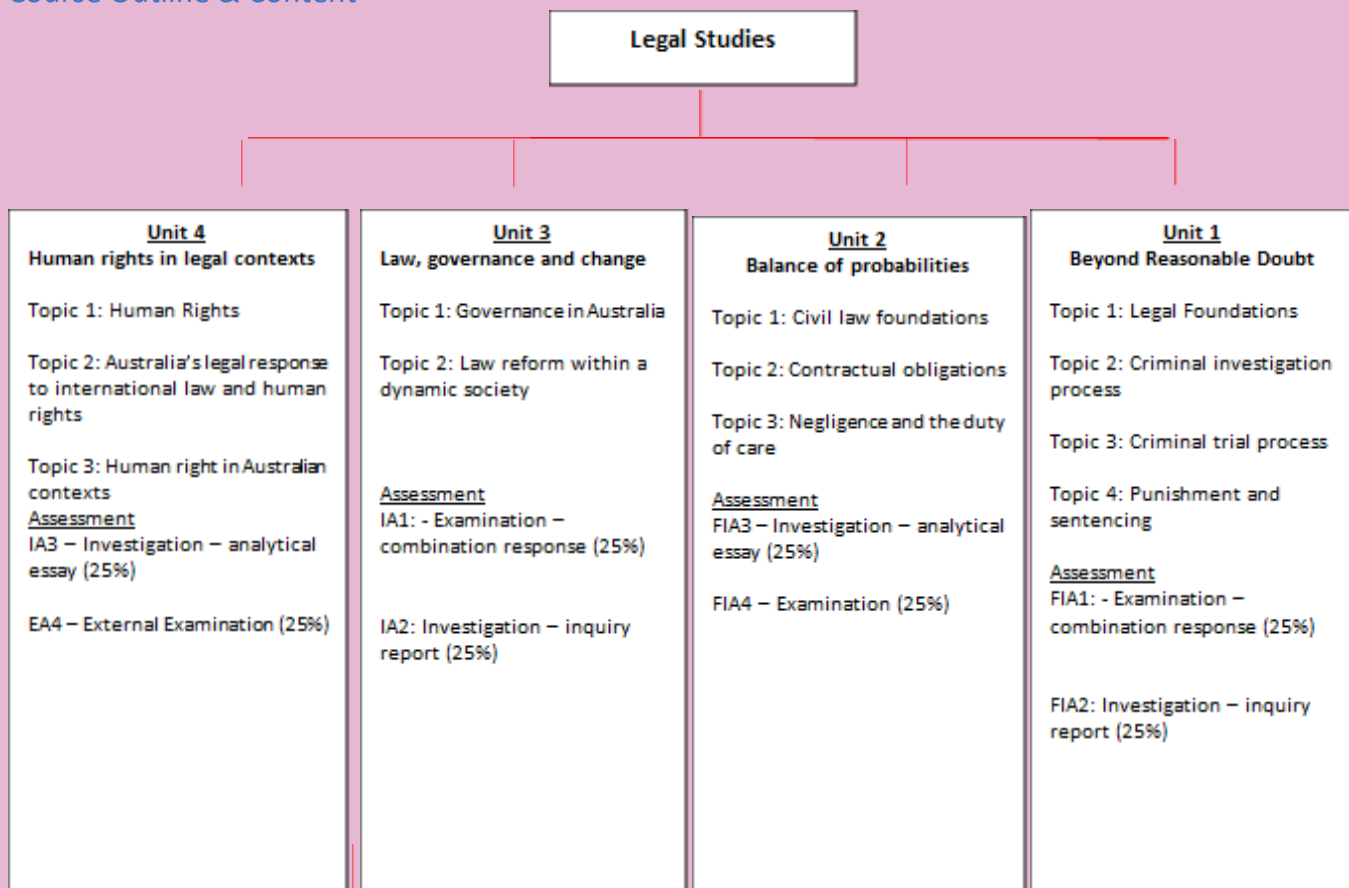 Course Outline & Content
Legal Studies
Unit 4
Human rights in legal contexts
Topic 1: Human Rights
Topic 2: Australia's legal response
to international law and human
rights
Topic 3: Human right in Australian
contexts
Assessment
IA3 – Investigation – analytical
essay (25%)
EA4 – External Examination (25%)
Unit 3
Law, governance and change
Topic 1: Governance in Australia
Topic 2: Law reform within a
dynamic society
Assessment
IA1: - Examination –
combination response (25%)
IA2: Investigation – inquiry
report (25%)
Unit 2
Balance of probabilities
Topic 1: Civil law foundations
Topic 2: Contractual obligations
Topic 3: Negligence and the duty
of care
Assessment
FIA3 – Investigation – analytical
essay (25%)
FIA4 – Examination (25%)
Unit 1
Beyond Reasonable Doubt
Topic 1: Legal Foundations
Topic 2: Criminal investigation
process
Topic 3: Criminal trial process
Topic 4: Punishment and
sentencing
Assessment
FIA1: - Examination –
combination response (25%)
FIA2: Investigation – inquiry
report (25%)